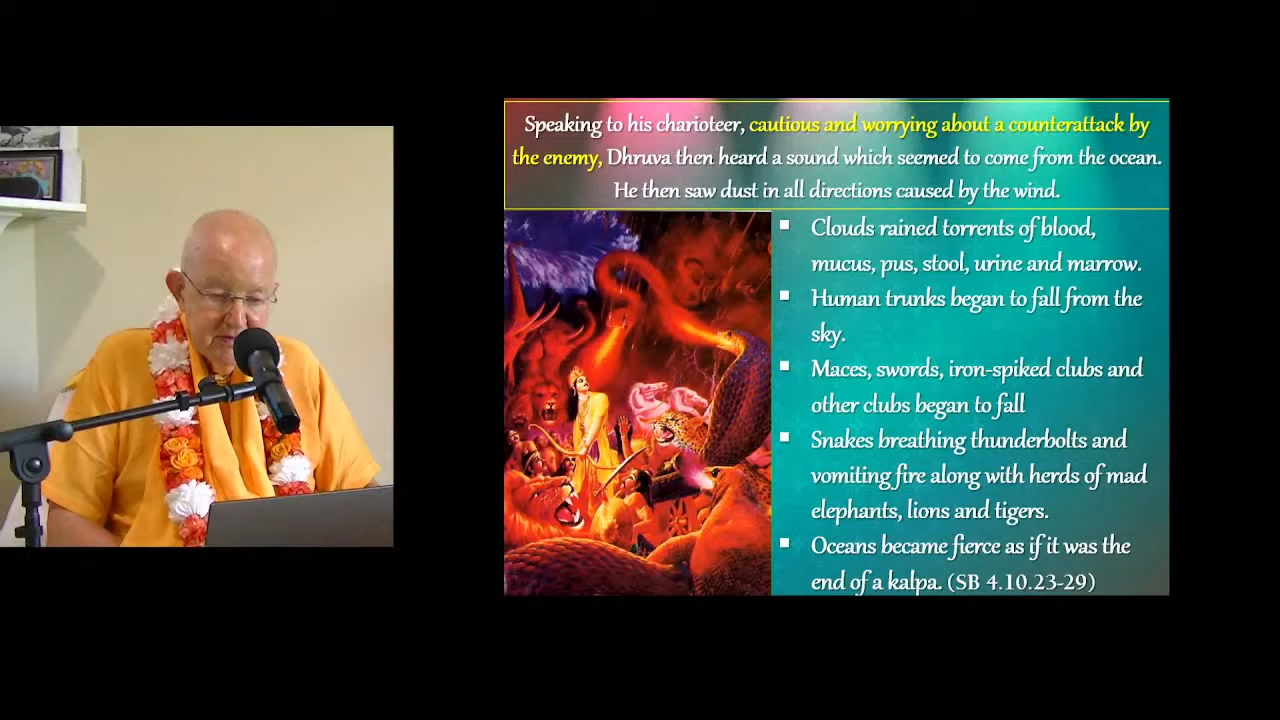 Speaking to his charioteer, cautious and worrying about a counterattack by
the enemy, Dhruva then heard a sound which seemed to come from the ocean.
He then saw dust in all directions caused by the wind.
▪ Clouds rained torrents of blood,
mucus, pus, stool, urine and marrow.
▪ Human trunks began to fall from the
sky.
▪ Maces, swords, iron-spiked clubs and
other clubs began to fall
▪ Snakes breathing thunderbolts and
vomiting fire along with herds of mad
elephants, lions and tigers.
▪ Oceans became fierce as if it was the
end of a kalpa. (SB 4.10.23-29)